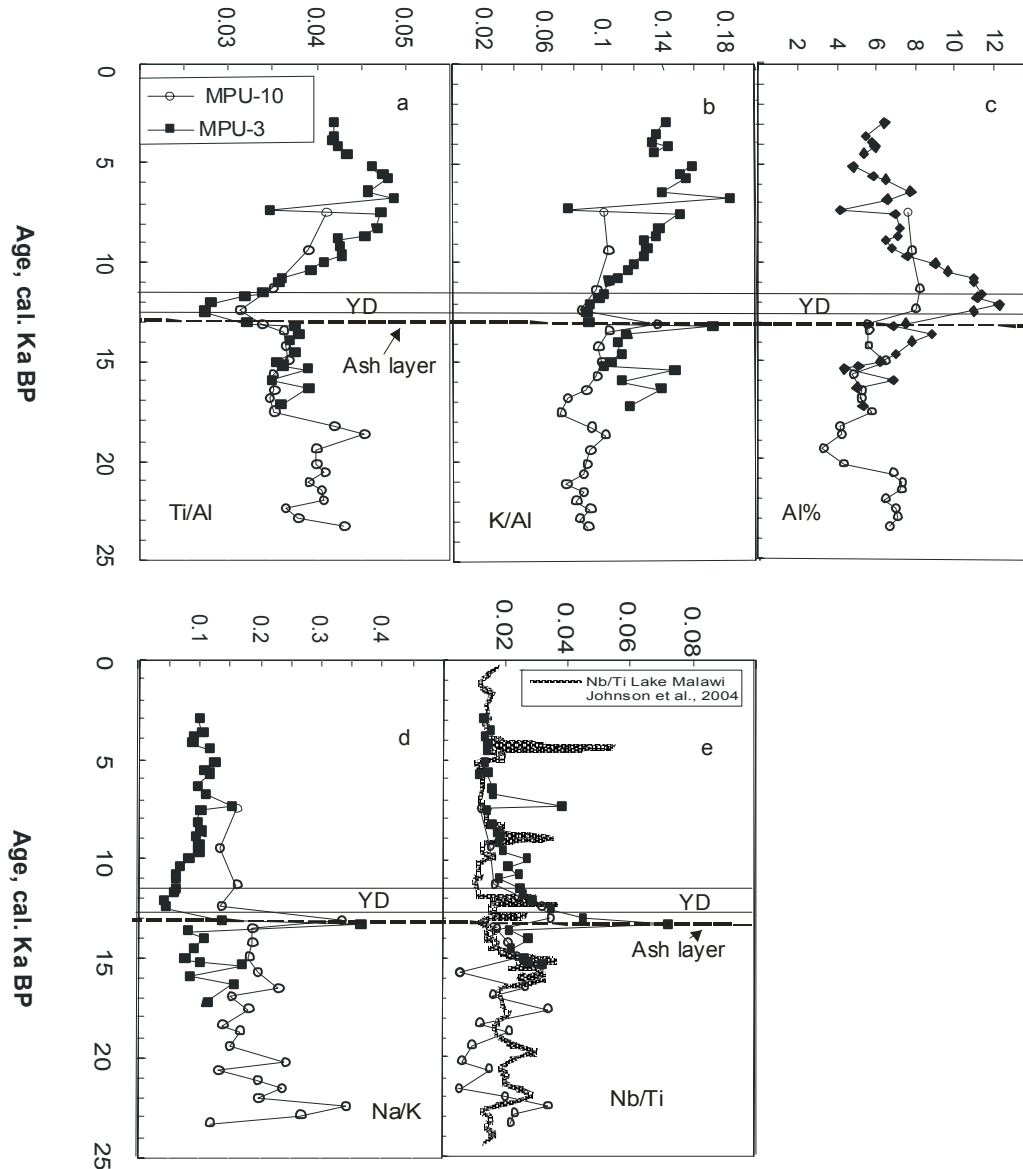 0.03 0.04 0.05
0.02 0.06 0.1 0.14 0.18
2 4 6 8 10 12
0
5
10
15
20
25
Age, cal. Ka BP
MPU-10
MPU-3
a
YD
Ash layer
Ti/Al
b
K/Al
c
YD
Al%
0.1 0.2 0.3 0.4
0.02 0.04 0.06 0.08
0
5
10
15
20
25
Age, cal. Ka BP
d
YD
Na/K
Nb/Ti Lake Malawi
Johnson et al., 2004
e
YD
Ash layer
Nb/Ti